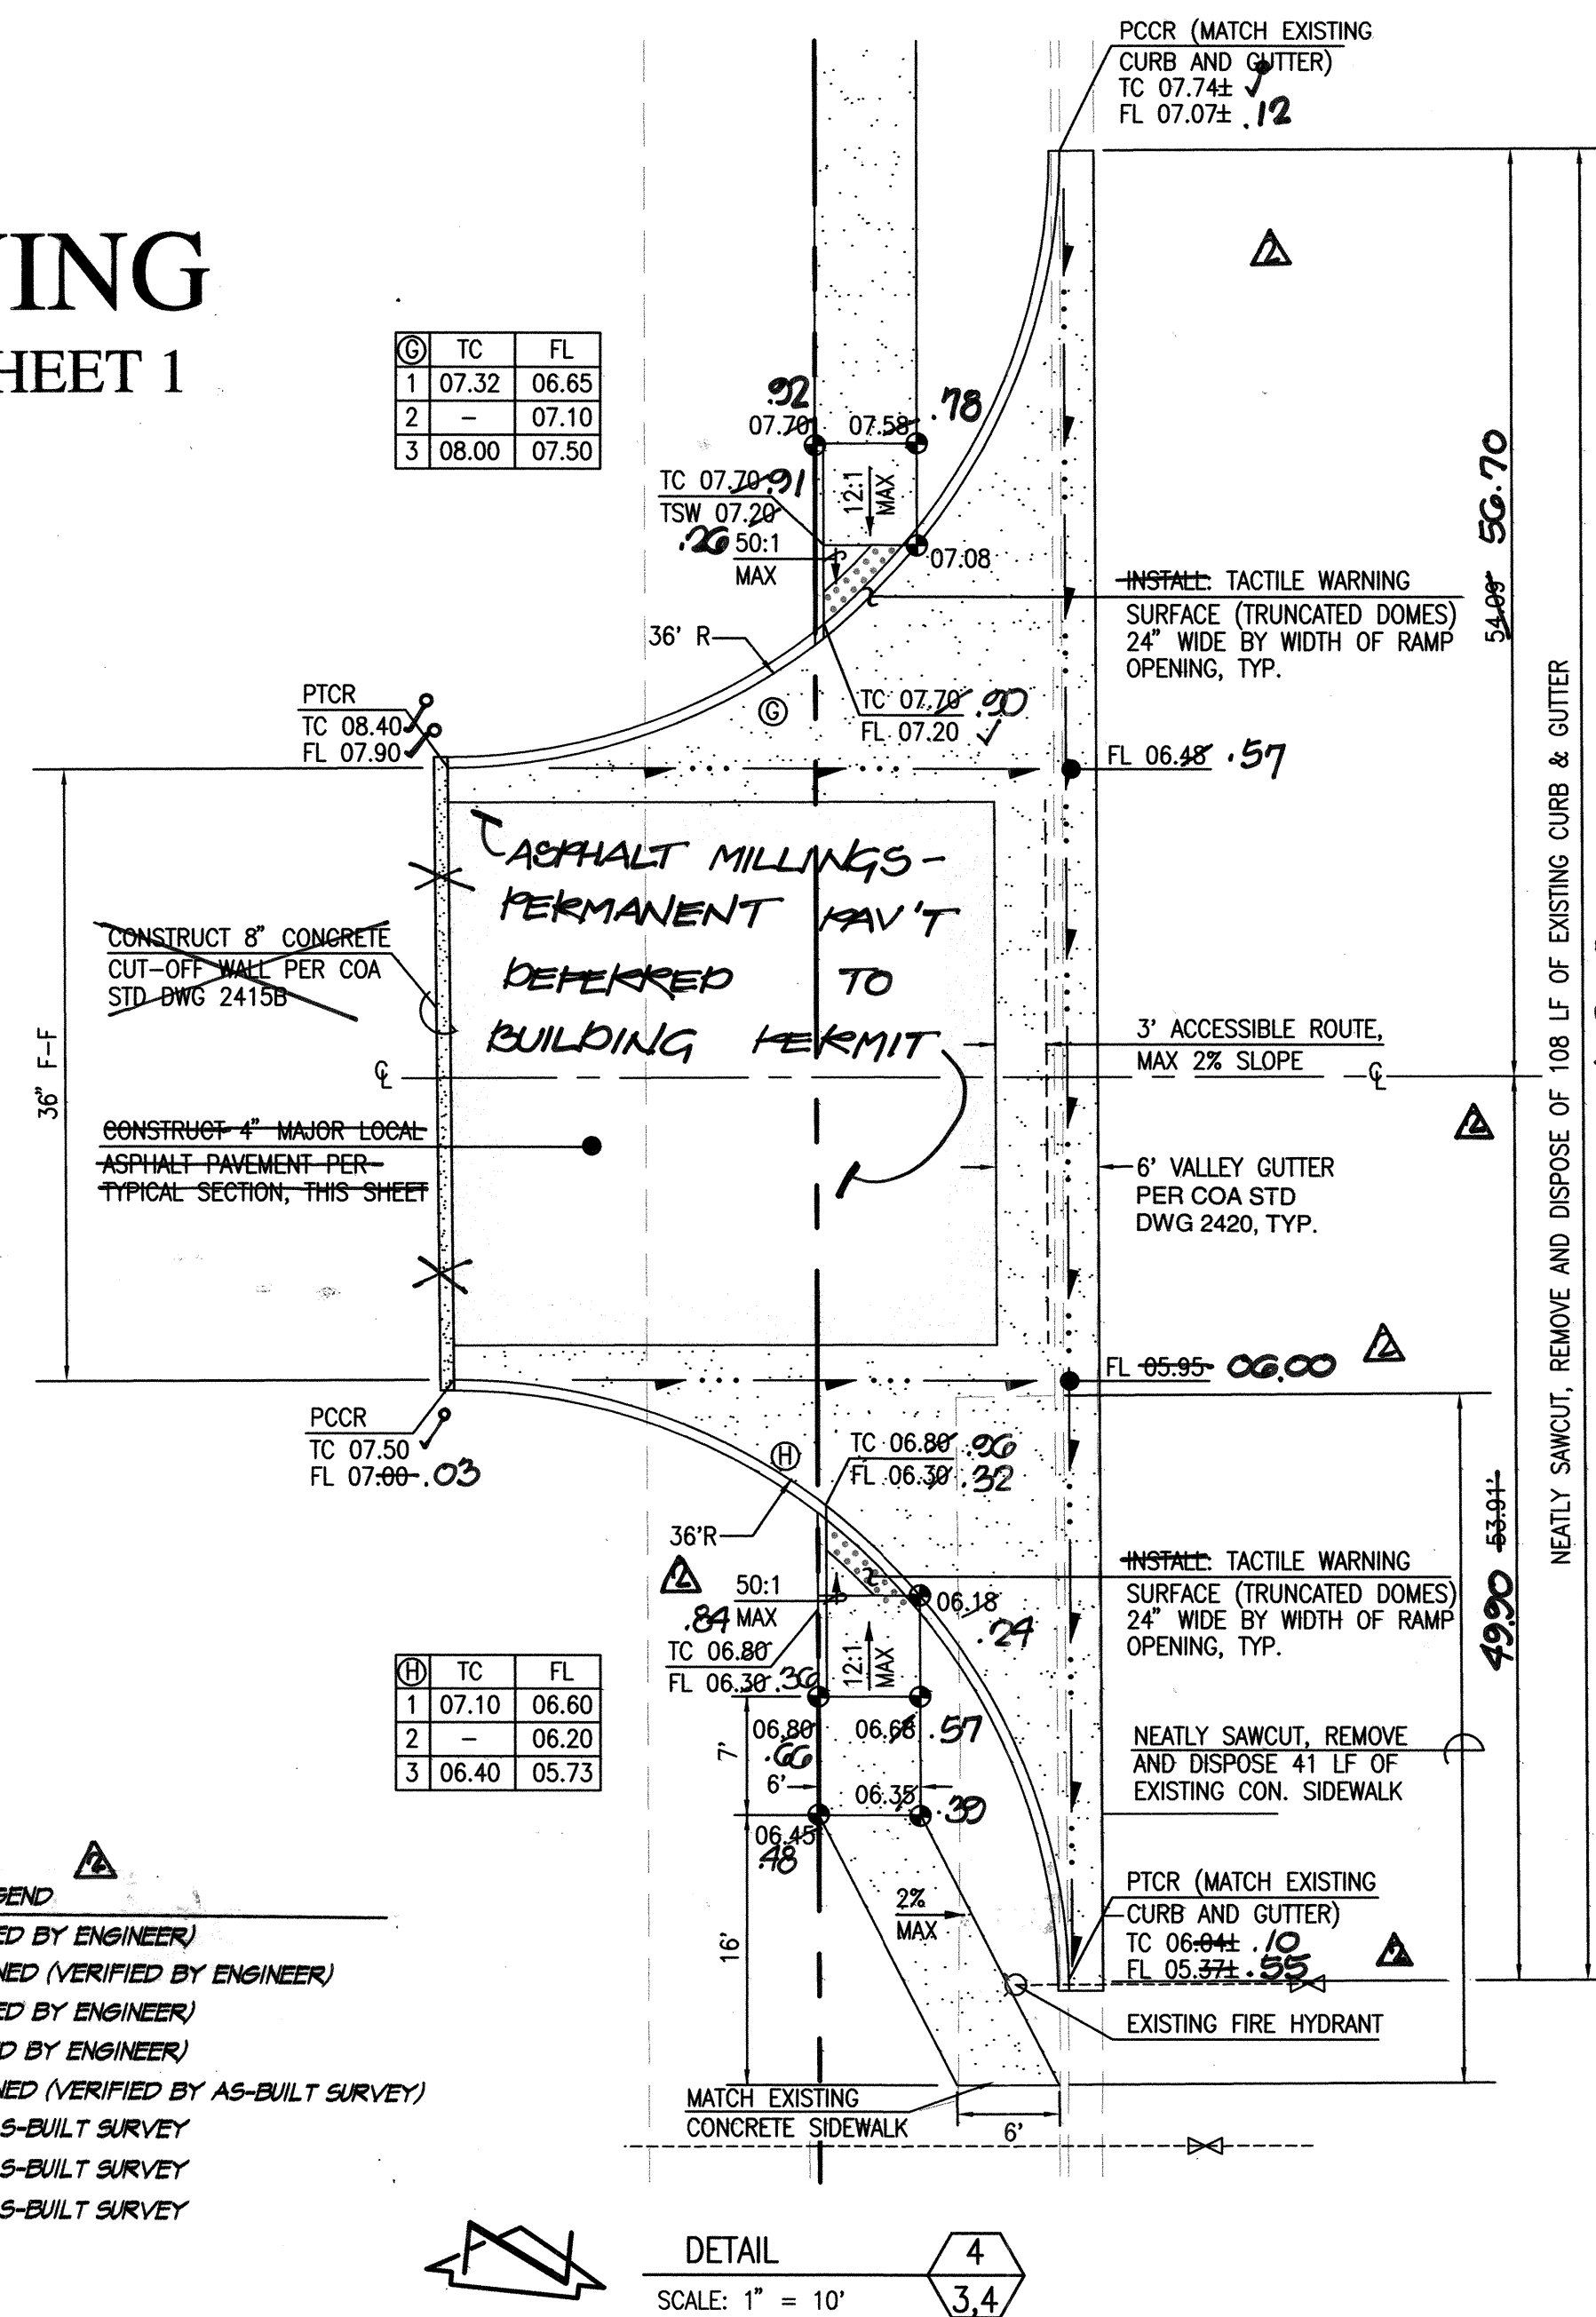 PCCR (MATCH EXISTING
CURB AND GUTTER)
TC 07.74±
FL 07.07± .12
2
SHEET 1
G TC FL
1 07.32 06.65
2 – 07.10
3 08.00 07.50
.92
.78
07.70 07.58
TC 07.70 .91
TSW 07.20
.26
50:1
MAX
12:1
MAX
07.08
54.09' 56.70
INSTALL: TACTILE WARNING
SURFACE (TRUNCATED DOMES)
24" WIDE BY WIDTH OF RAMP
OPENING, TYP.
36' R
G
PTCR
TC 08.40
FL 07.90
TC 07.70 .90
FL 07.20
FL 06.48 .57
ASPHALT MILLINGS -
PERMANENT PAV'T
DEFERRED TO
BUILDING PERMIT
CONSTRUCT 8" CONCRETE
CUT-OFF WALL PER COA
STD DWG 2415B
36" F-F
3' ACCESSIBLE ROUTE,
MAX 2% SLOPE
CL
CL
2
CONSTRUCT 4" MAJOR LOCAL
ASPHALT PAVEMENT PER
TYPICAL SECTION, THIS SHEET
6' VALLEY GUTTER
PER COA STD
DWG 2420, TYP.
NEATLY SAWCUT, REMOVE AND DISPOSE OF 108 LF OF EXISTING CURB & GUTTER
FL 05.95 06.00
2
PCCR
TC 07.50
FL 07.00 .03
H
TC 06.80 .96
FL 06.30 .32
36'R
2
50:1
MAX
.84
TC 06.80
FL 06.30 .36
12:1
MAX
06.18
.24
INSTALL: TACTILE WARNING
SURFACE (TRUNCATED DOMES)
24" WIDE BY WIDTH OF RAMP
OPENING, TYP.
49.90 53.91'
H TC FL
1 07.10 06.60
2 – 06.20
3 06.40 05.73
06.80 06.68 .57
.66
7'
6'
06.35 .39
06.45
.48
NEATLY SAWCUT, REMOVE
AND DISPOSE 41 LF OF
EXISTING CON. SIDEWALK
2%
MAX
16'
PTCR (MATCH EXISTING
CURB AND GUTTER)
TC 06.04± .10
FL 05.37± .55
2
EXISTING FIRE HYDRANT
2
BY ENGINEER)
(VERIFIED BY ENGINEER)
BY ENGINEER)
BY ENGINEER)
(VERIFIED BY AS-BUILT SURVEY)
S-BUILT SURVEY
S-BUILT SURVEY
S-BUILT SURVEY
MATCH EXISTING
CONCRETE SIDEWALK
6'
N
DETAIL 4
SCALE: 1" = 10' 3,4